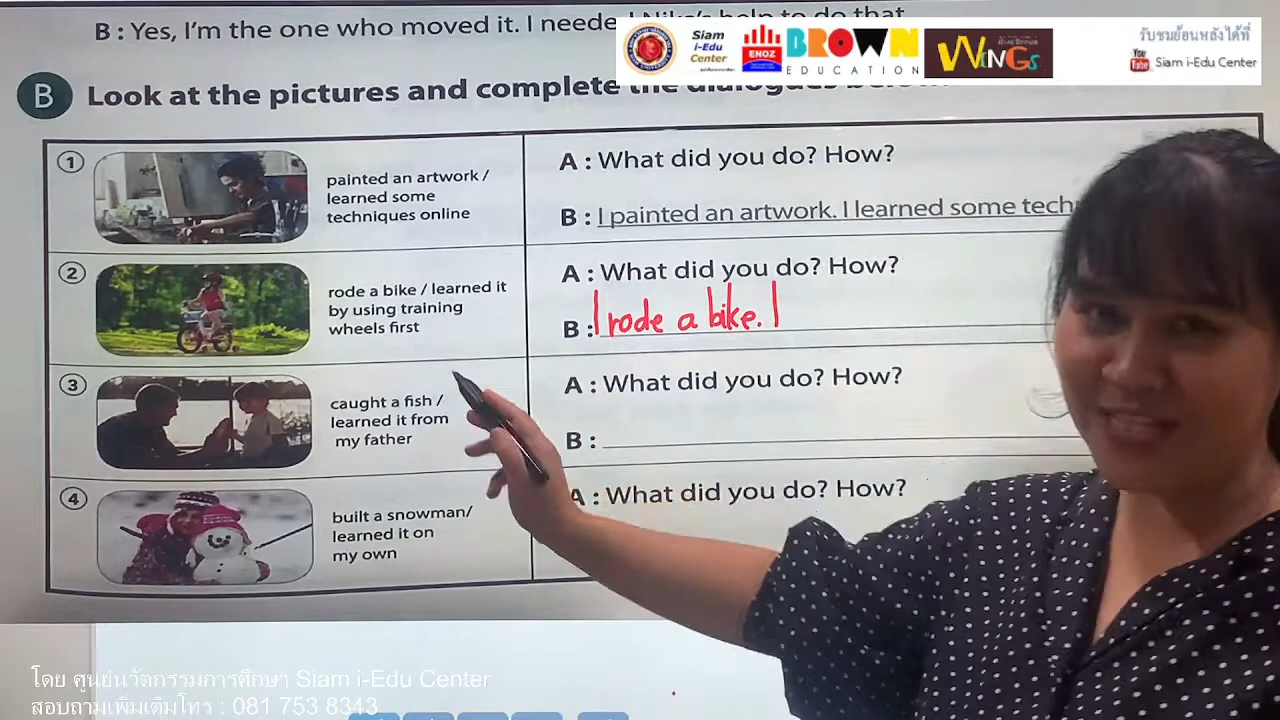 B : Yes, I'm the one who moved it. I neede
Siam
i-Edu
Center
ENOZ
BROWN
EDUCATION
WINGS
รับชมย้อนหลังได้ที่
You
Tube
Siam i-Edu Center
B Look at the pictures and complete the dialogues below.
1
painted an artwork /
learned some
techniques online
A : What did you do? How?
B : I painted an artwork. I learned some tech
2
rode a bike / learned it
by using training
wheels first
A : What did you do? How?
B : I rode a bike. I
3
caught a fish /
learned it from
my father
A : What did you do? How?
B :
4
built a snowman/
learned it on
my own
A : What did you do? How?
โดย ศูนย์นวัตกรรมการศึกษา Siam i-Edu Center
สอบถามเพิ่มเติมโทร : 081 753 8343